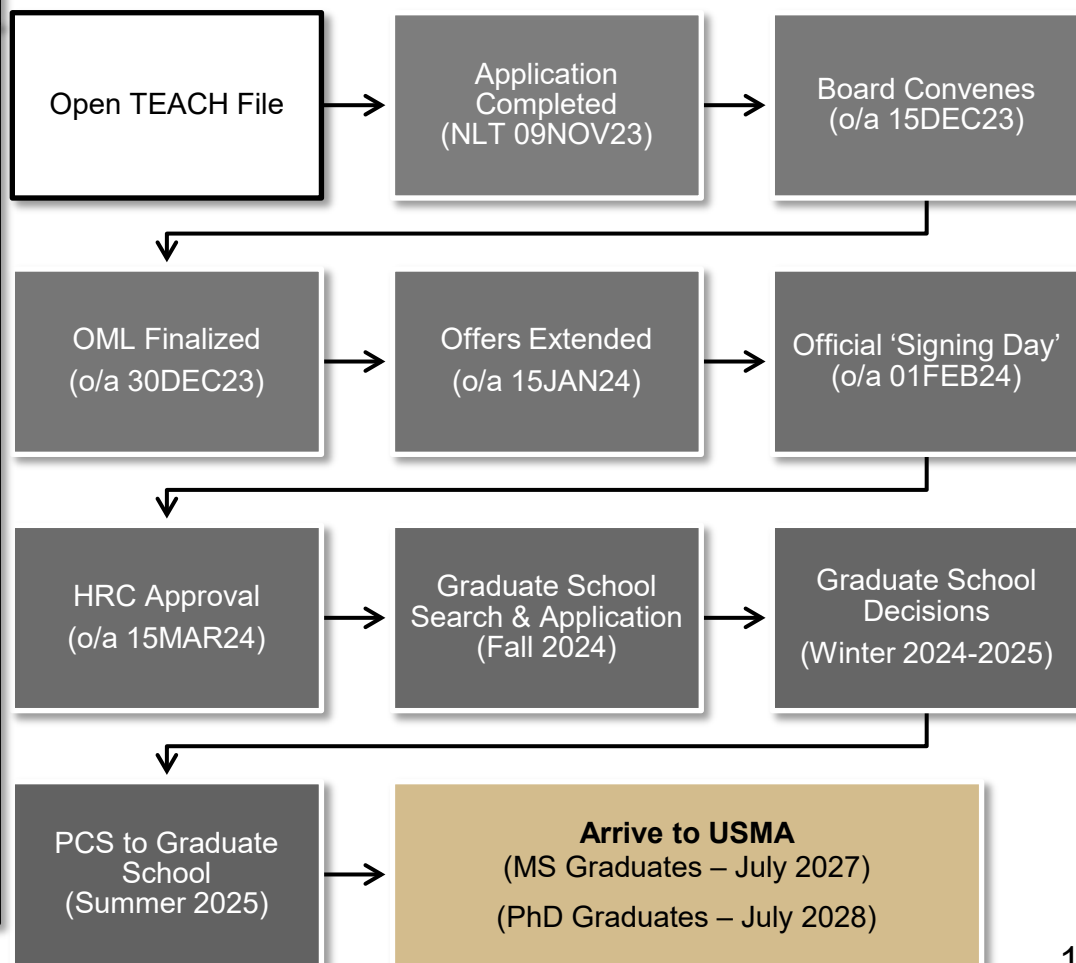 Open TEACH File
Application
Completed
(NLT 09NOV23)
Board Convenes
(o/a 15DEC23)
OML Finalized
(o/a 30DEC23)
Offers Extended
(o/a 15JAN24)
Official ‘Signing Day’
(o/a 01FEB24)
HRC Approval
(o/a 15MAR24)
Graduate School
Search & Application
(Fall 2024)
Graduate School
Decisions
(Winter 2024-2025)
PCS to Graduate
School
(Summer 2025)
Arrive to USMA
(MS Graduates – July 2027)
(PhD Graduates – July 2028)
1